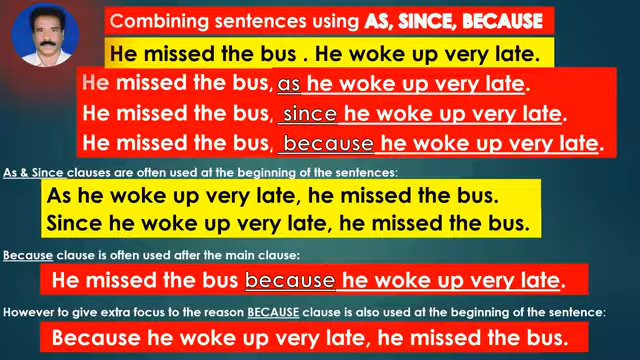 Combining sentences using AS, SINCE, BECAUSE
He missed the bus . He woke up very late.
He missed the bus, as he woke up very late.
He missed the bus, since he woke up very late.
He missed the bus, because he woke up very late.
As & Since clauses are often used at the beginning of the sentences:
As he woke up very late, he missed the bus.
Since he woke up very late, he missed the bus.
Because clause is often used after the main clause:
He missed the bus because he woke up very late.
However to give extra focus to the reason BECAUSE clause is also used at the beginning of the sentence:
Because he woke up very late, he missed the bus.